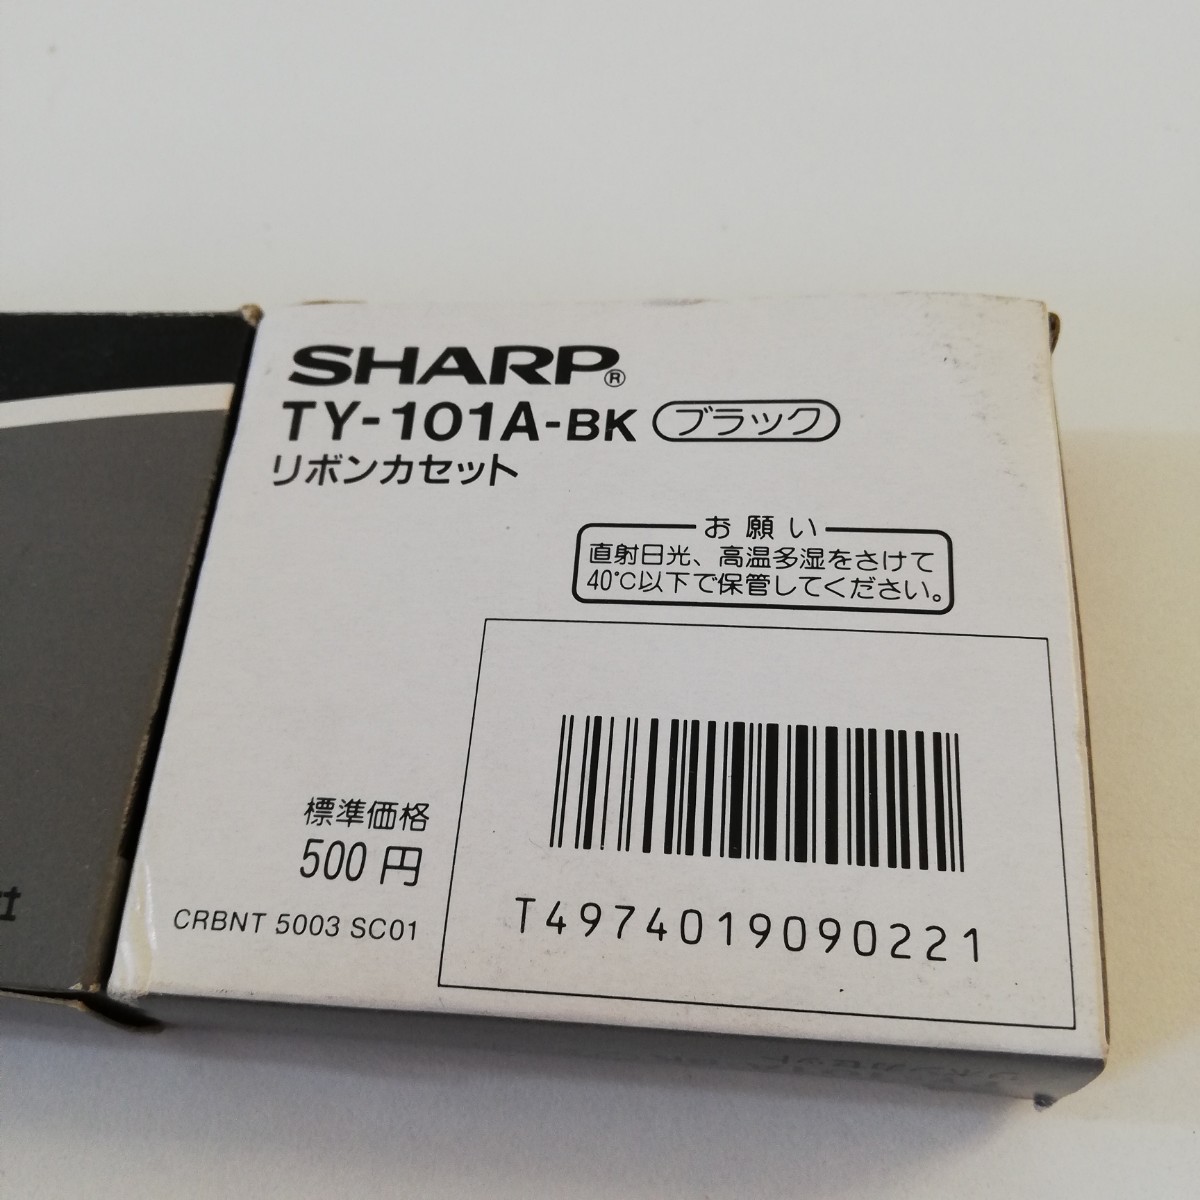 SHARP®
TY-101A-BK ブラック
リボンカセット
お願い
直射日光、高温多湿をさけて
40℃以下で保管してください。
標準価格
500円
CRBNT 5003 SC01
T4974019090221